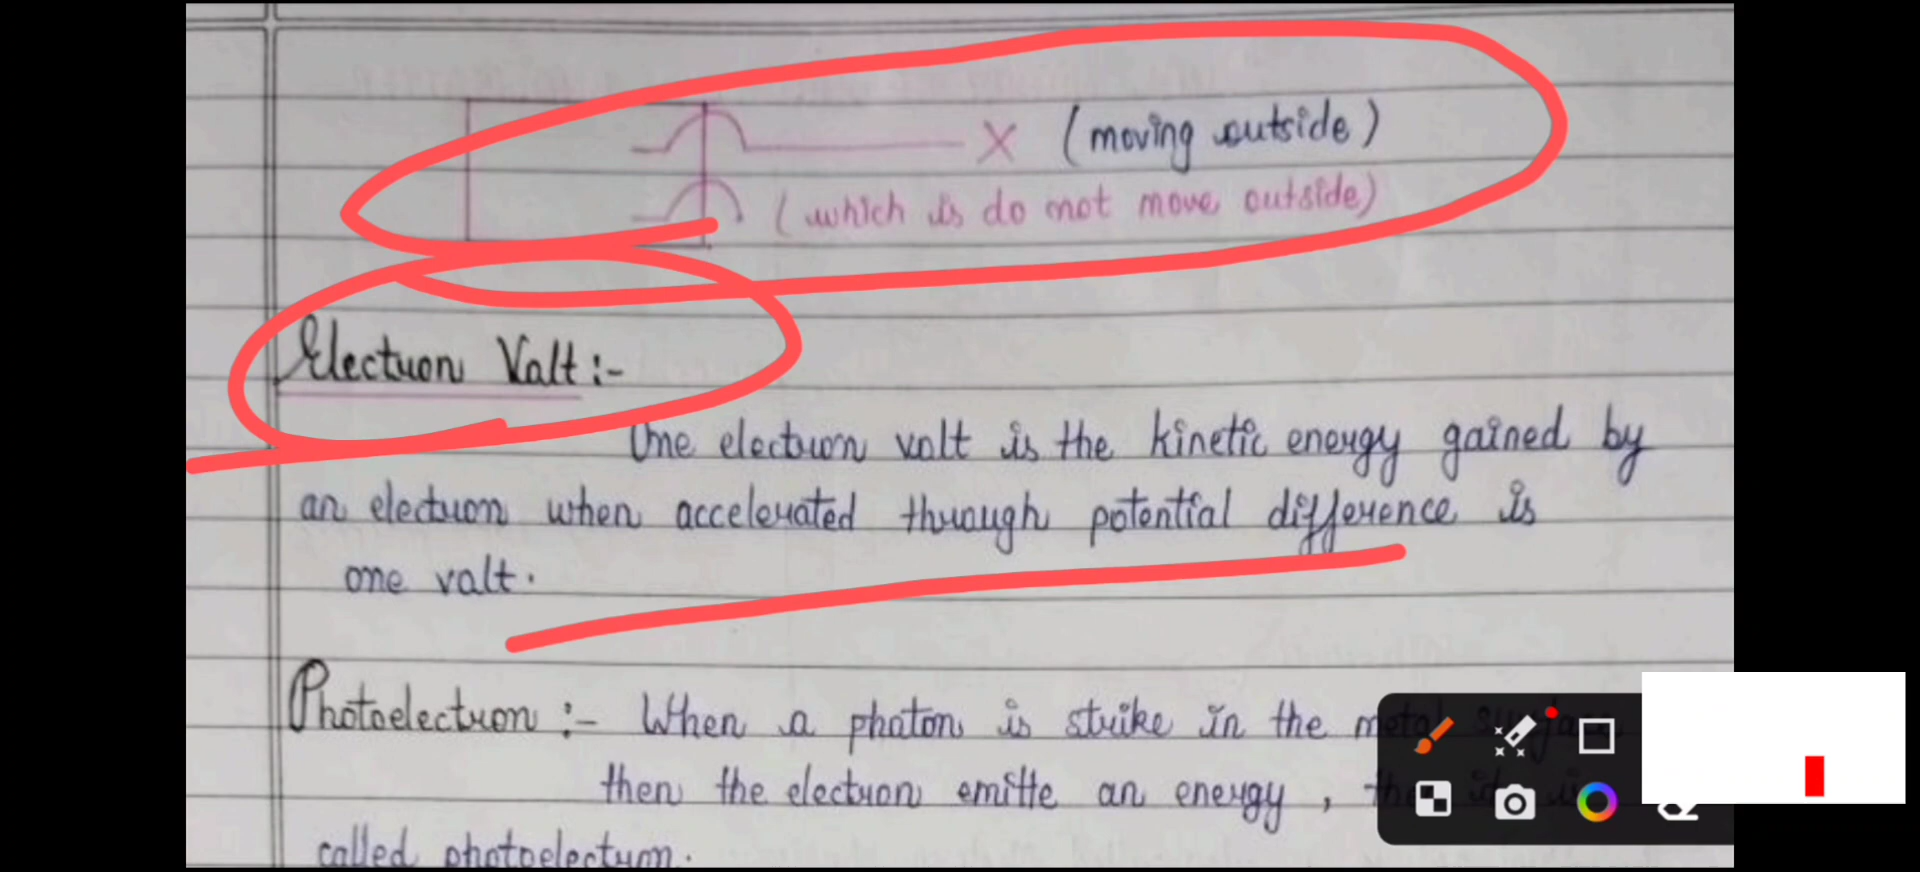 X (moving outside)
(which is do not move outside)
Electron Valt :-
One electron valt is the kinetic energy gained by
an electron when accelerated through potential difference is
one valt.
Photoelectron :- When a photon is strike in the metal surface
then the electron emitte an energy,
called photoelectron.